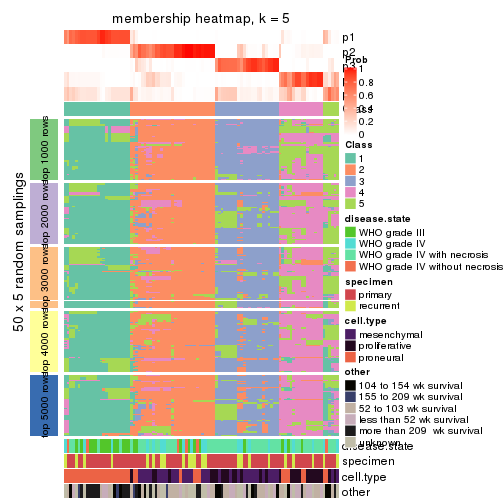 membership heatmap, k = 5
p1
p2
p3
Prob
1
0.8
0.6
0.4
0.2
0
Class
Class
1
2
3
4
5
disease.state
WHO grade III
WHO grade IV
WHO grade IV with necrosis
WHO grade IV without necrosis
specimen
primary
recurrent
cell.type
mesenchymal
proliferative
proneural
other
104 to 154 wk survival
155 to 209 wk survival
52 to 103 wk survival
less than 52 wk survival
more than 209 wk survival
unknown
50 x 5 random samplings
top 1000 rows
top 2000 rows
top 3000 rows
top 4000 rows
top 5000 rows
disease.state
specimen
cell.type
other